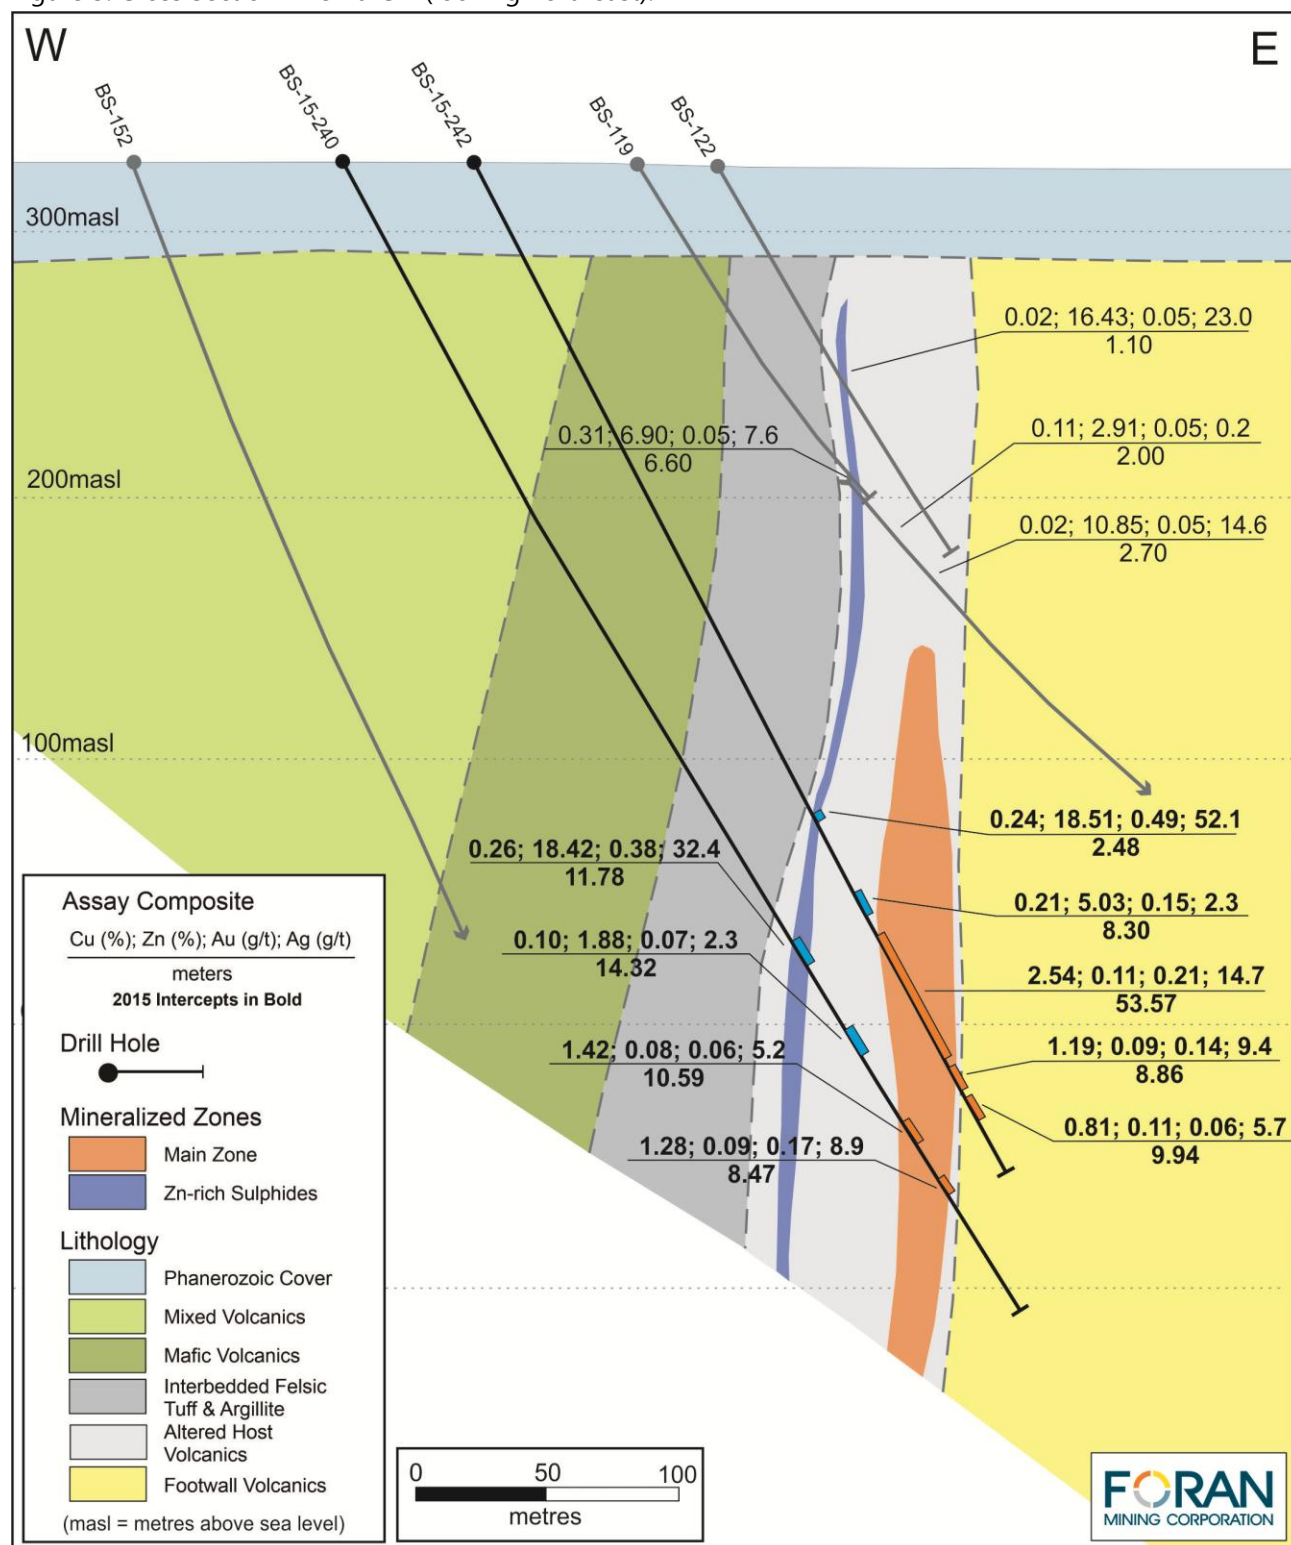 W
E
BS-152
BS-15-240
BS-15-242
BS-119
BS-122
300masl
0.02; 16.43; 0.05; 23.0
1.10
0.31; 6.90; 0.05; 7.6
6.60
0.11; 2.91; 0.05; 0.2
2.00
200masl
0.02; 10.85; 0.05; 14.6
2.70
100masl
0.24; 18.51; 0.49; 52.1
2.48
0.26; 18.42; 0.38; 32.4
11.78
0.21; 5.03; 0.15; 2.3
8.30
0.10; 1.88; 0.07; 2.3
14.32
2.54; 0.11; 0.21; 14.7
53.57
1.42; 0.08; 0.06; 5.2
10.59
1.19; 0.09; 0.14; 9.4
8.86
0.81; 0.11; 0.06; 5.7
9.94
1.28; 0.09; 0.17; 8.9
8.47
Assay Composite
Cu (%); Zn (%); Au (g/t); Ag (g/t)
meters
2015 Intercepts in Bold
Drill Hole
Mineralized Zones
Main Zone
Zn-rich Sulphides
Lithology
Phanerozoic Cover
Mixed Volcanics
Mafic Volcanics
Interbedded Felsic
Tuff & Argillite
Altered Host
Volcanics
Footwall Volcanics
(masl = metres above sea level)
0 50 100
metres
FORAN
MINING CORPORATION